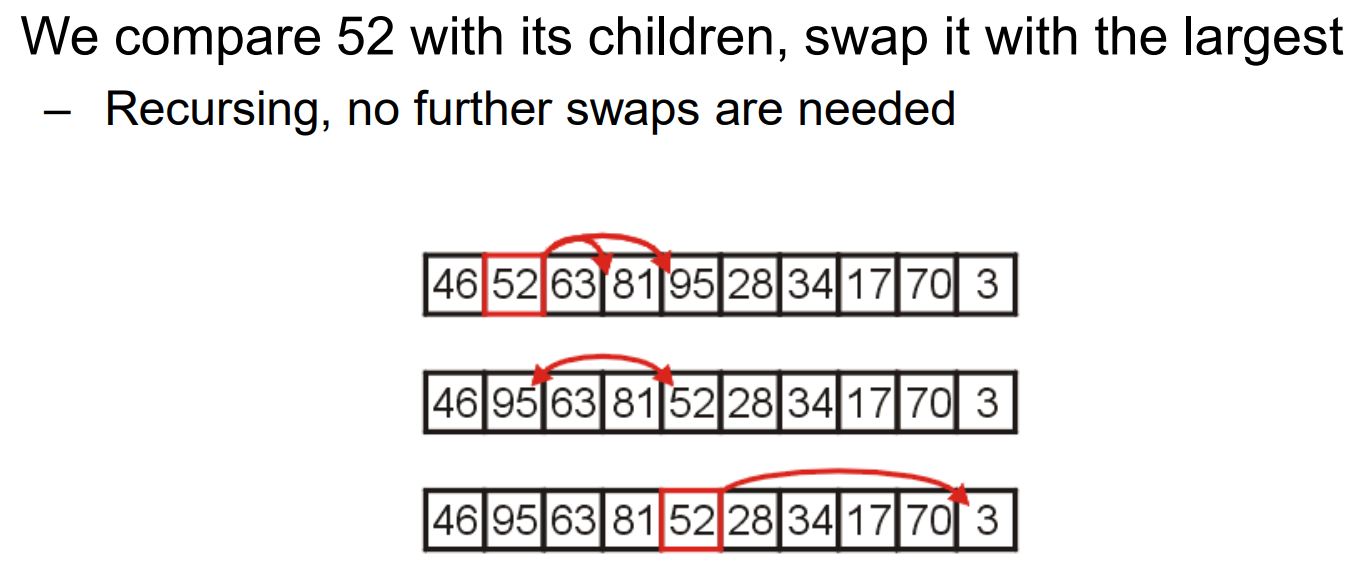 We compare 52 with its children, swap it with the largest
– Recursing, no further swaps are needed
46 52 63 81 95 28 34 17 70 3
46 95 63 81 52 28 34 17 70 3
46 95 63 81 52 28 34 17 70 3